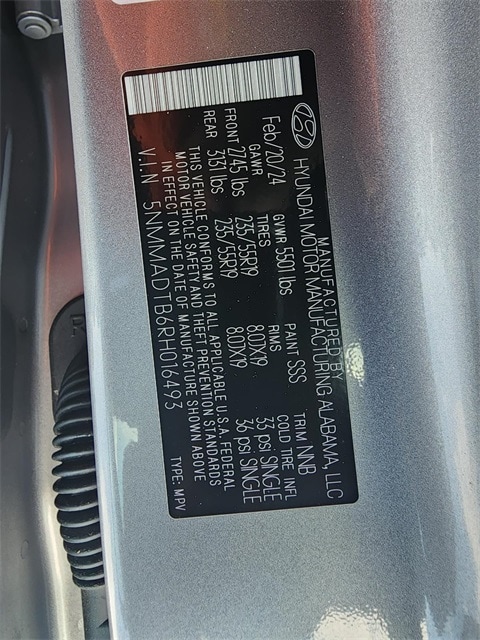 MANUFACTURED BY
HYUNDAI MOTOR MANUFACTURING ALABAMA, LLC
Feb/20/24 GVWR 5501 lbs PAINT SSS TRIM NNB
GAWR TIRES RIMS COLD TIRE INFL
FRONT 2745 lbs 235/55R19 8.0JX19 33 psi SINGLE
REAR 3131 lbs 235/55R19 8.0JX19 36 psi SINGLE
THIS VEHICLE CONFORMS TO ALL APPLICABLE U.S.A. FEDERAL
MOTOR VEHICLE SAFETY AND THEFT PREVENTION STANDARDS
IN EFFECT ON THE DATE OF MANUFACTURE SHOWN ABOVE
V.I.N 5NMMADTB6RH016493 TYPE: MPV